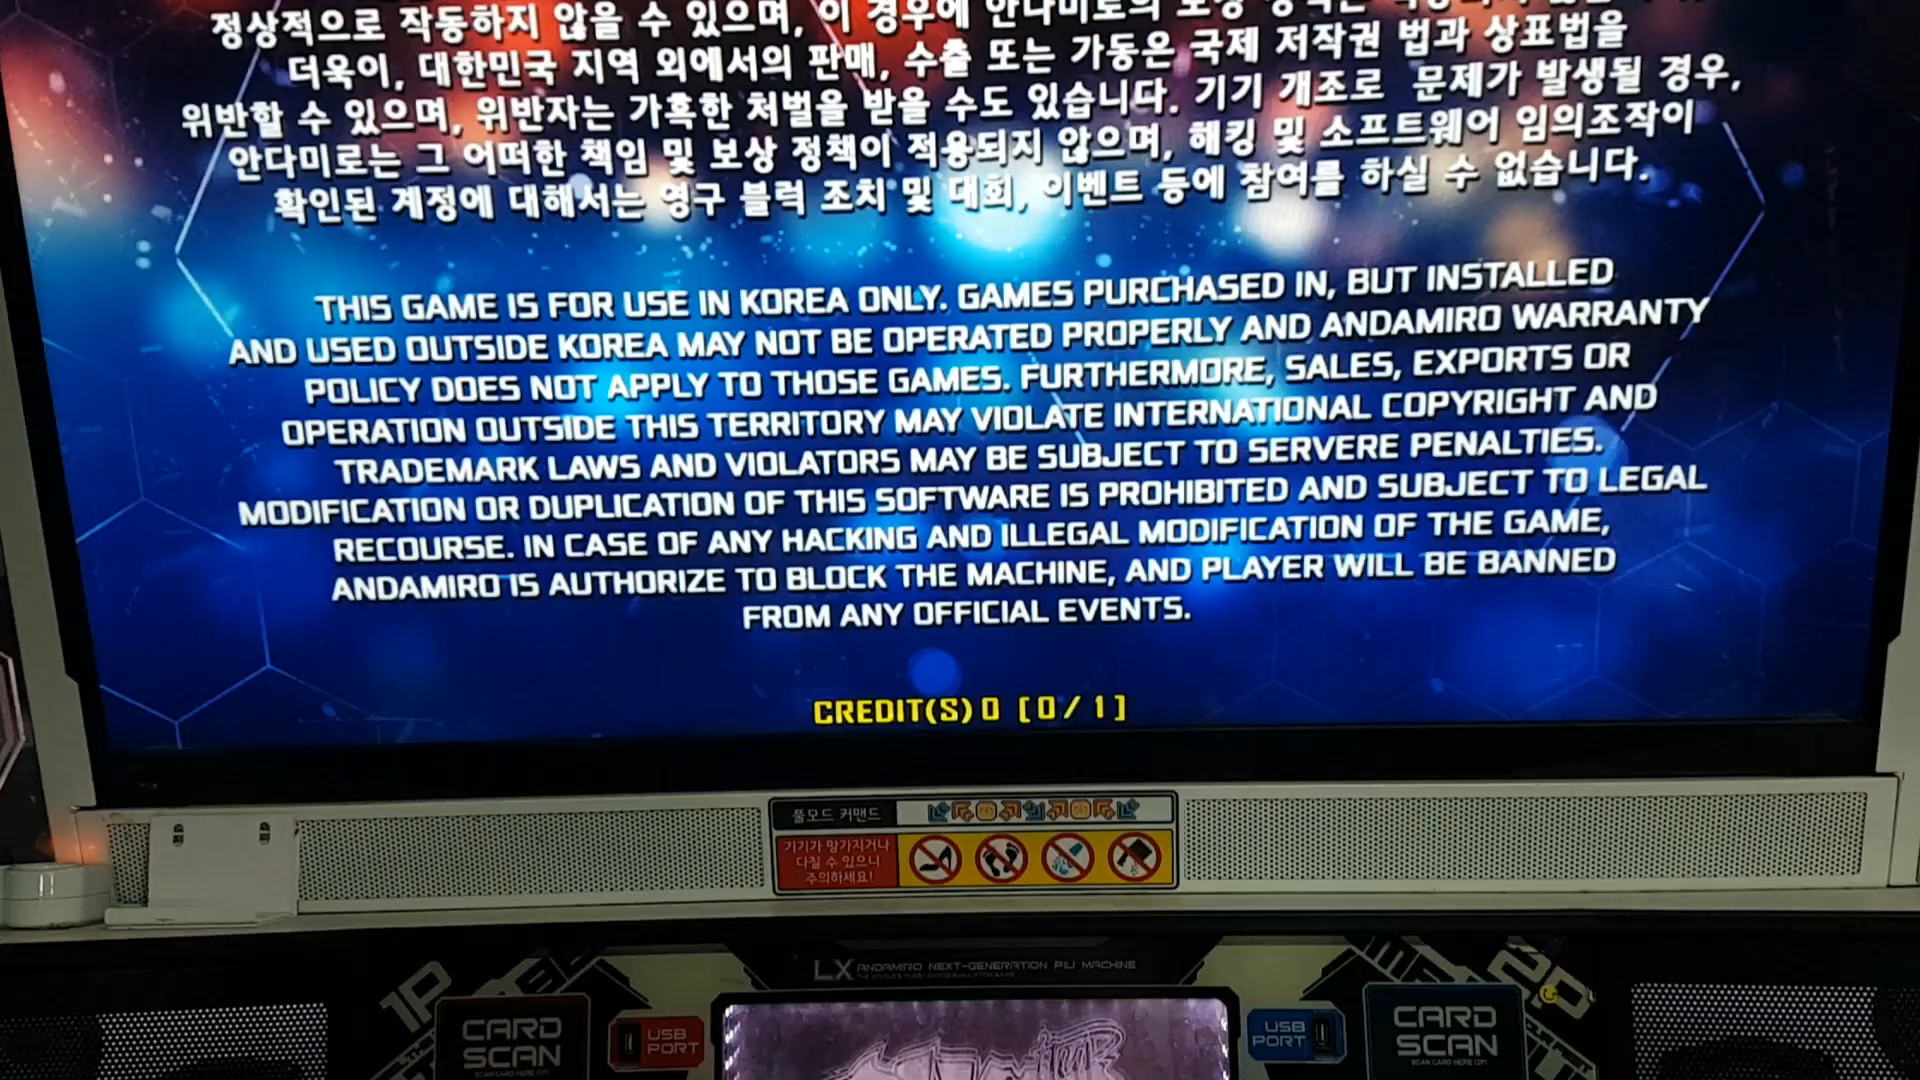 정상적으로 작동하지 않을 수 있으며, 이 경우에 안다미로의 보상 정책은
더욱이, 대한민국 지역 외에서의 판매, 수출 또는 가동은 국제 저작권 법과 상표법을
위반할 수 있으며, 위반자는 가혹한 처벌을 받을 수도 있습니다. 기기 개조로 문제가 발생될 경우,
안다미로는 그 어떠한 책임 및 보상 정책이 적용되지 않으며, 해킹 및 소프트웨어 임의조작이
확인된 계정에 대해서는 영구 블럭 조치 및 대회, 이벤트 등에 참여를 하실 수 없습니다.
THIS GAME IS FOR USE IN KOREA ONLY. GAMES PURCHASED IN, BUT INSTALLED
AND USED OUTSIDE KOREA MAY NOT BE OPERATED PROPERLY AND ANDAMIRO WARRANTY
POLICY DOES NOT APPLY TO THOSE GAMES. FURTHERMORE, SALES, EXPORTS OR
OPERATION OUTSIDE THIS TERRITORY MAY VIOLATE INTERNATIONAL COPYRIGHT AND
TRADEMARK LAWS AND VIOLATORS MAY BE SUBJECT TO SERVERE PENALTIES.
MODIFICATION OR DUPLICATION OF THIS SOFTWARE IS PROHIBITED AND SUBJECT TO LEGAL
RECOURSE. IN CASE OF ANY HACKING AND ILLEGAL MODIFICATION OF THE GAME,
ANDAMIRO IS AUTHORIZE TO BLOCK THE MACHINE, AND PLAYER WILL BE BANNED
FROM ANY OFFICIAL EVENTS.
CREDIT(S) 0 [ 0 / 1 ]
풀모드 커맨드
기기가 망가지거나
다칠 수 있으니
주의하세요!
LX ANDAMIRO NEXT-GENERATION PIU MACHINE
1P
2P
CARD
SCAN
SCAN CARD HERE (1P)
USB
PORT
USB
PORT
CARD
SCAN
SCAN CARD HERE (2P)